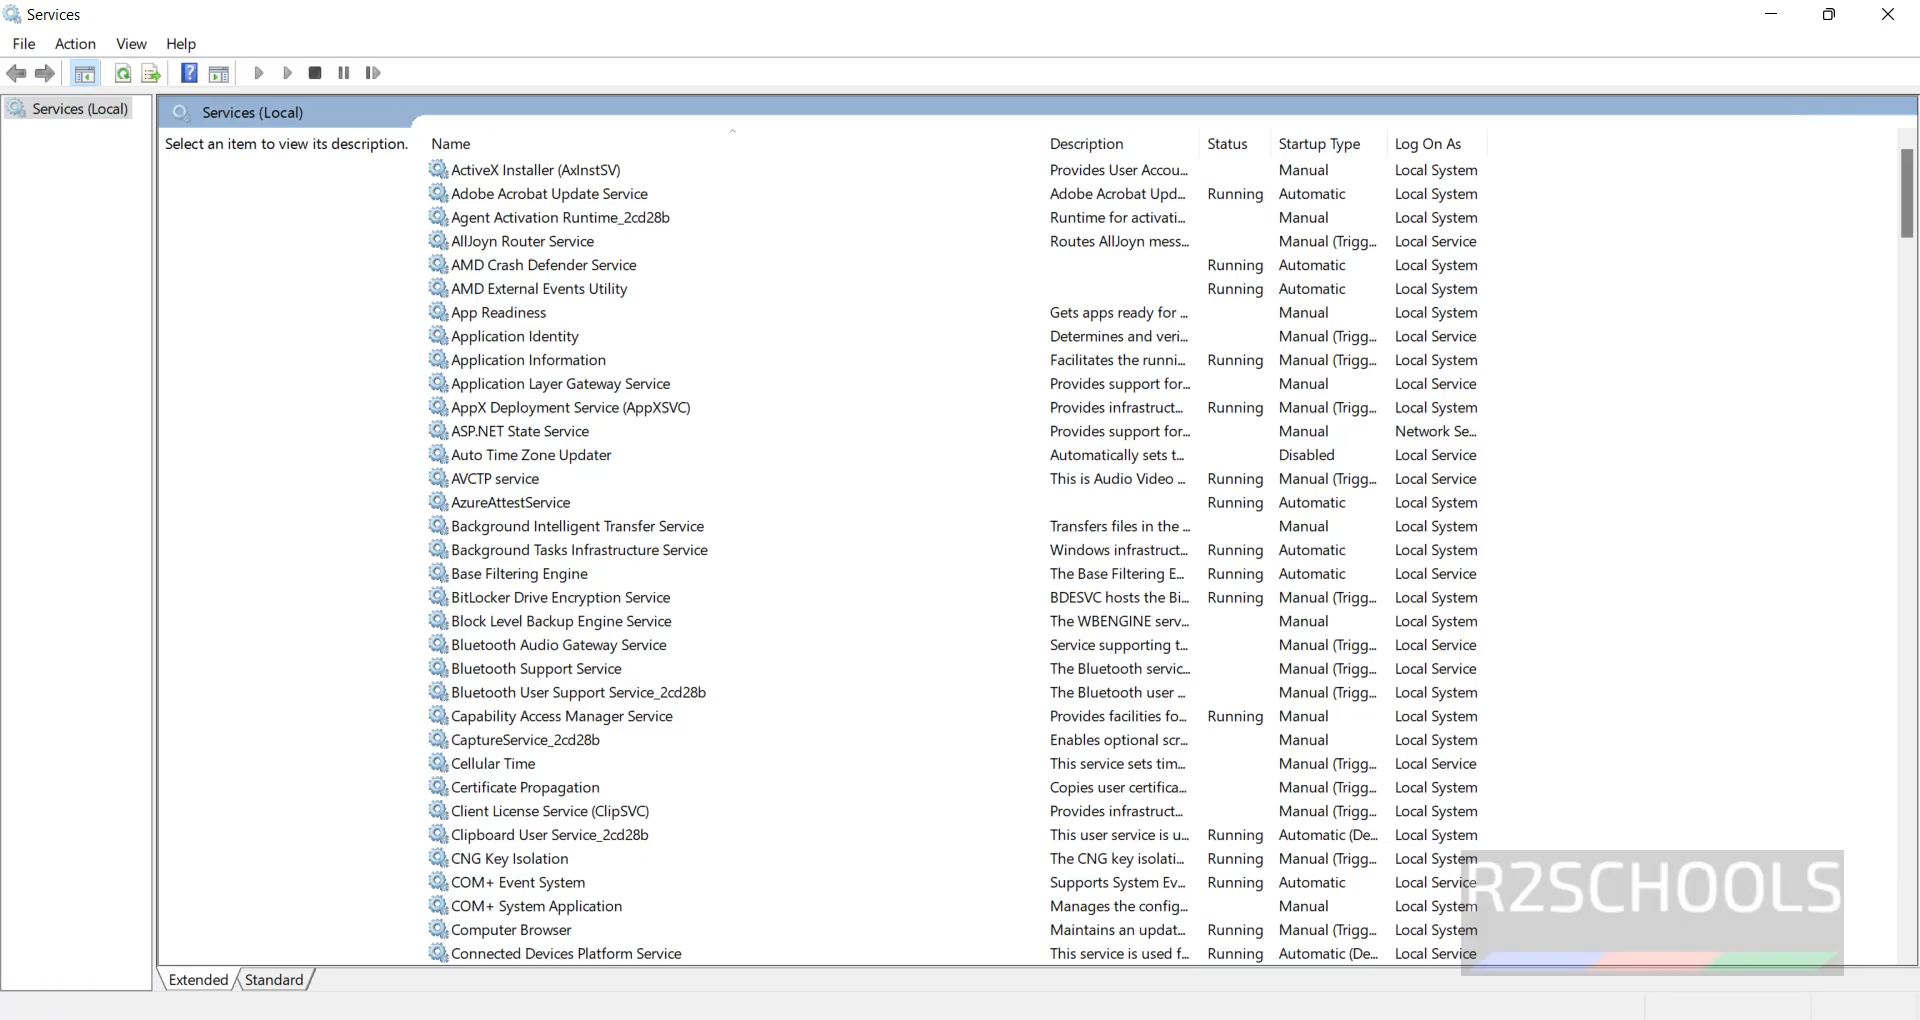 Services
File Action View Help
Services (Local)
Services (Local)
Select an item to view its description.
Name Description Status Startup Type Log On As
ActiveX Installer (AxInstSV) Provides User Accou... Manual Local System
Adobe Acrobat Update Service Adobe Acrobat Upd... Running Automatic Local System
Agent Activation Runtime_2cd28b Runtime for activati... Manual Local System
AllJoyn Router Service Routes AllJoyn mess... Manual (Trigg... Local Service
AMD Crash Defender Service Running Automatic Local System
AMD External Events Utility Running Automatic Local System
App Readiness Gets apps ready for ... Manual Local System
Application Identity Determines and veri... Manual (Trigg... Local Service
Application Information Facilitates the runni... Running Manual (Trigg... Local System
Application Layer Gateway Service Provides support for... Manual Local Service
AppX Deployment Service (AppXSVC) Provides infrastruct... Running Manual (Trigg... Local System
ASP.NET State Service Provides support for... Manual Network Se...
Auto Time Zone Updater Automatically sets t... Disabled Local Service
AVCTP service This is Audio Video ... Running Manual (Trigg... Local Service
AzureAttestService Running Automatic Local System
Background Intelligent Transfer Service Transfers files in the ... Manual Local System
Background Tasks Infrastructure Service Windows infrastruct... Running Automatic Local System
Base Filtering Engine The Base Filtering E... Running Automatic Local Service
BitLocker Drive Encryption Service BDESVC hosts the Bi... Running Manual (Trigg... Local System
Block Level Backup Engine Service The WBENGINE serv... Manual Local System
Bluetooth Audio Gateway Service Service supporting t... Manual (Trigg... Local Service
Bluetooth Support Service The Bluetooth servic... Manual (Trigg... Local Service
Bluetooth User Support Service_2cd28b The Bluetooth user ... Manual (Trigg... Local System
Capability Access Manager Service Provides facilities fo... Running Manual Local System
CaptureService_2cd28b Enables optional scr... Manual Local System
Cellular Time This service sets tim... Manual (Trigg... Local Service
Certificate Propagation Copies user certifica... Manual (Trigg... Local System
Client License Service (ClipSVC) Provides infrastruct... Manual (Trigg... Local System
Clipboard User Service_2cd28b This user service is u... Running Automatic (De... Local System
CNG Key Isolation The CNG key isolati... Running Manual (Trigg... Local System
COM+ Event System Supports System Ev... Running Automatic Local Service
COM+ System Application Manages the config... Manual Local System
Computer Browser Maintains an updat... Running Manual (Trigg... Local System
Connected Devices Platform Service This service is used f... Running Automatic (De... Local Service
R2SCHOOLS
Extended Standard